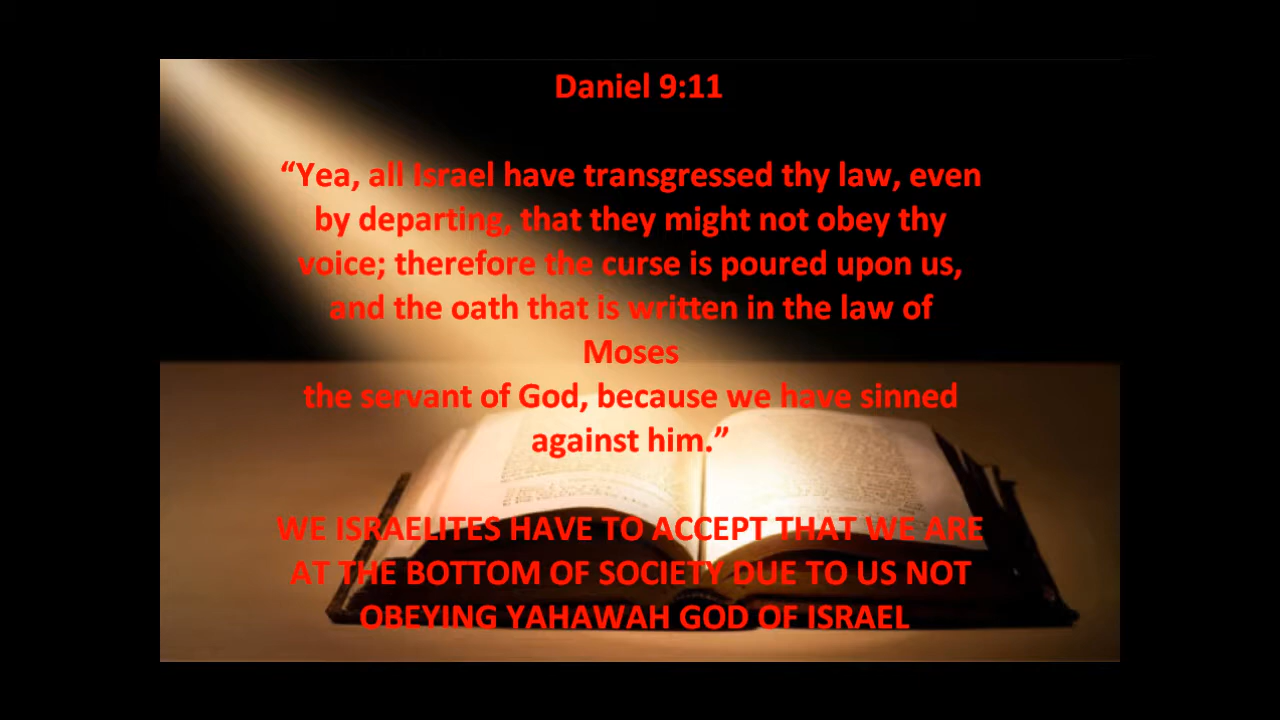 Daniel 9:11
“Yea, all Israel have transgressed thy law, even
by departing, that they might not obey thy
voice; therefore the curse is poured upon us,
and the oath that is written in the law of
Moses
the servant of God, because we have sinned
against him.”
WE ISRAELITES HAVE TO ACCEPT THAT WE ARE
AT THE BOTTOM OF SOCIETY DUE TO US NOT
OBEYING YAHAWAH GOD OF ISRAEL